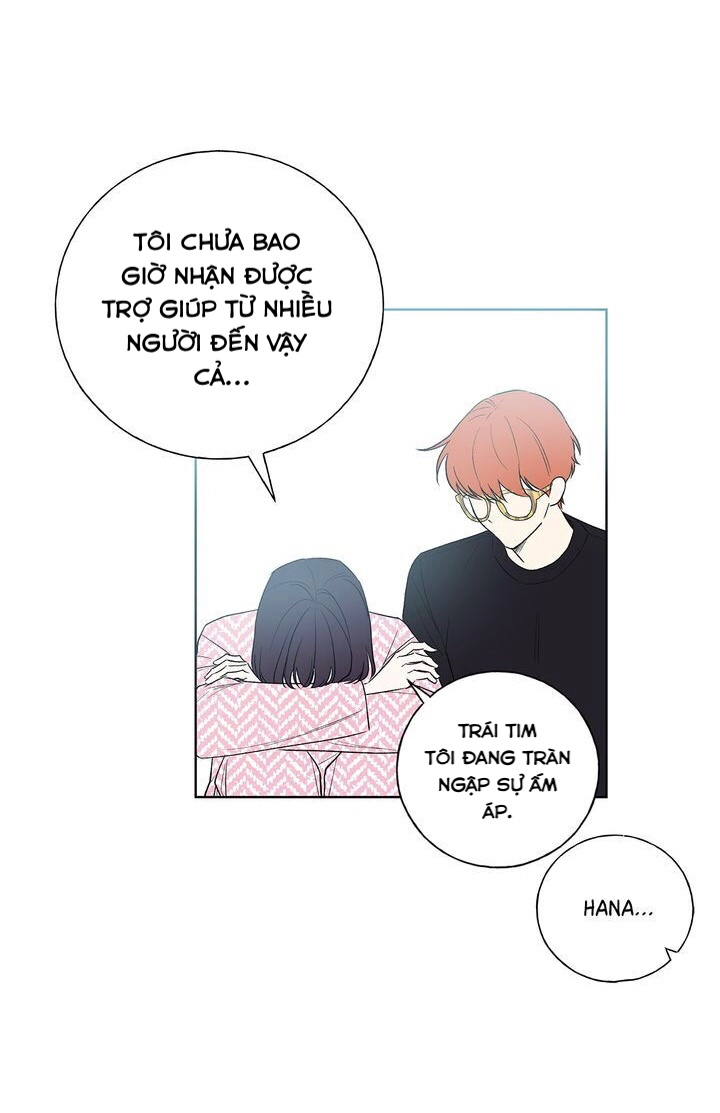 TÔI CHƯA BAO
GIỜ NHẬN ĐƯỢC
TRỢ GIÚP TỪ NHIỀU
NGƯỜI ĐẾN VẬY
CẢ...
TRÁI TIM
TÔI ĐANG TRÀN
NGẬP SỰ ẤM
ÁP.
HANA...